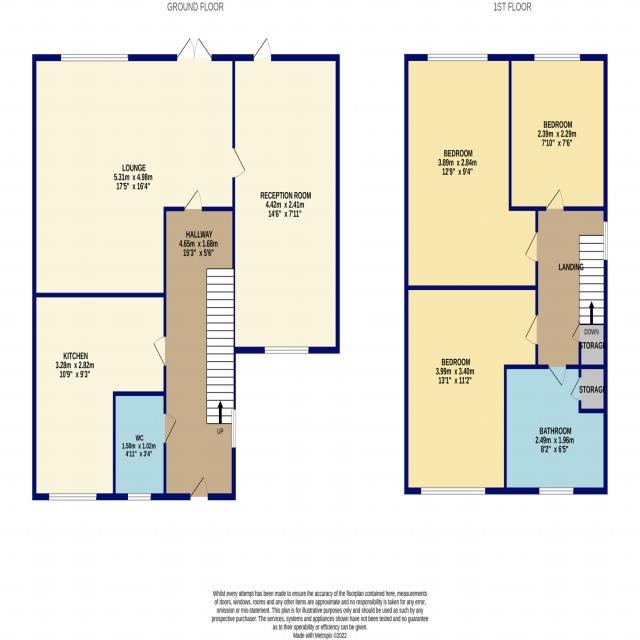 GROUND FLOOR
1ST FLOOR
LOUNGE
5.31m x 4.98m
17'5" x 16'4"
RECEPTION ROOM
4.42m x 2.41m
14'6" x 7'11"
HALLWAY
4.65m x 1.68m
15'3" x 5'6"
KITCHEN
3.28m x 2.82m
10'9" x 9'3"
WC
1.50m x 1.02m
4'11" x 3'4"
UP
BEDROOM
3.89m x 2.84m
12'9" x 9'4"
BEDROOM
2.39m x 2.29m
7'10" x 7'6"
LANDING
DOWN
STORAGE
STORAGE
BEDROOM
3.99m x 3.40m
13'1" x 11'2"
BATHROOM
2.49m x 1.96m
8'2" x 6'5"
Whilst every attempt has been made to ensure the accuracy of the floorplan contained here, measurements
of doors, windows, rooms and any other items are approximate and no responsibility is taken for any error,
omission or mis-statement. This plan is for illustrative purposes only and should be used as such by any
prospective purchaser. The services, systems and appliances shown have not been tested and no guarantee
as to their operability or efficiency can be given.
Made with Metropix ©2022